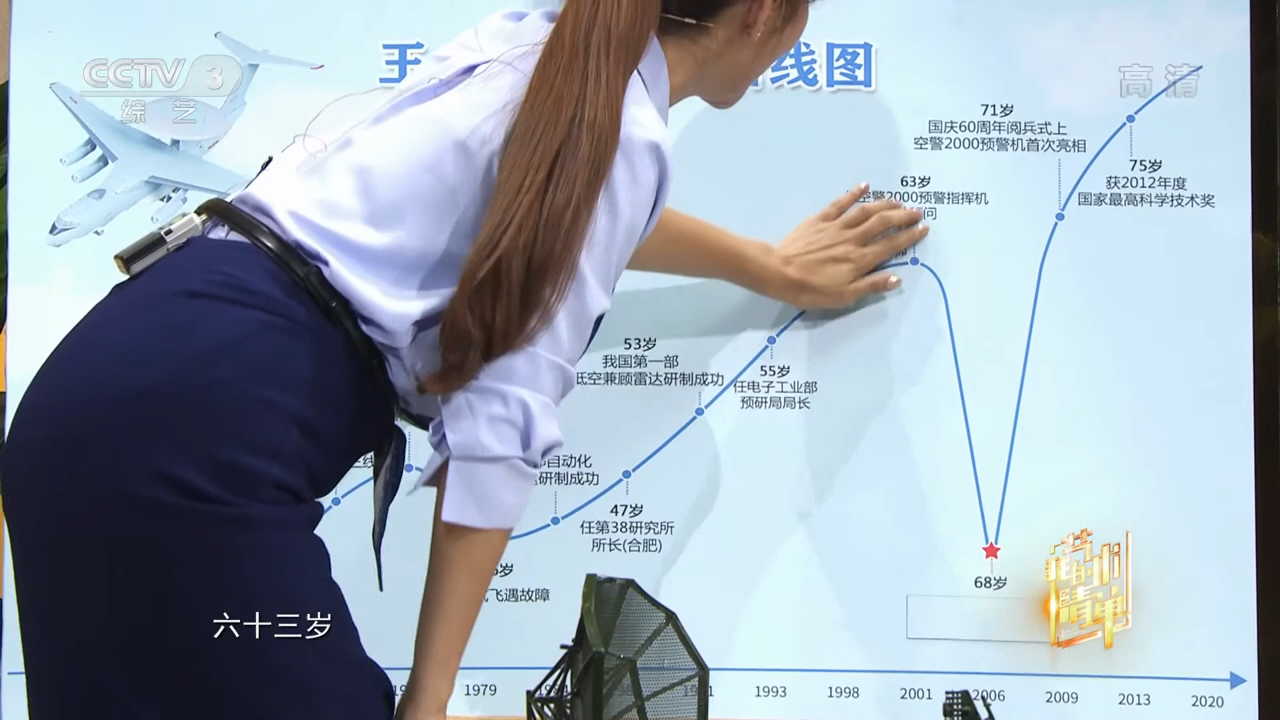 CCTV 3
综艺
高清
王
线图
71岁
国庆60周年阅兵式上
空警2000预警机首次亮相
75岁
获2012年度
国家最高科学技术奖
63岁
空警2000预警指挥机
问
53岁
我国第一部
低空兼顾雷达研制成功
55岁
任电子工业部
预研局局长
自动化
研制成功
47岁
任第38研究所
所长(合肥)
岁
飞遇故障
68岁
我的
清单
六十三岁
1979
1993
1998
2001
2006
2009
2013
2020